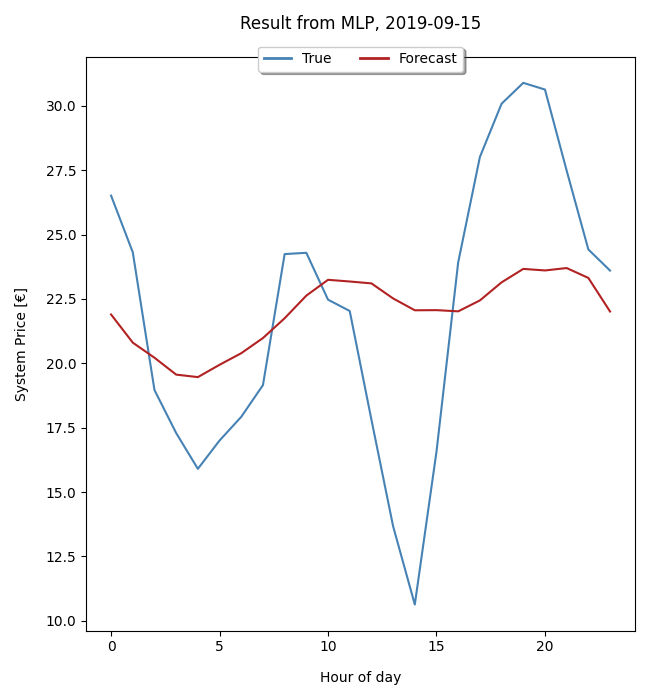 Result from MLP, 2019-09-15
True Forecast
30.0
27.5
25.0
22.5
20.0
17.5
15.0
12.5
10.0
System Price [€]
0 5 10 15 20
Hour of day